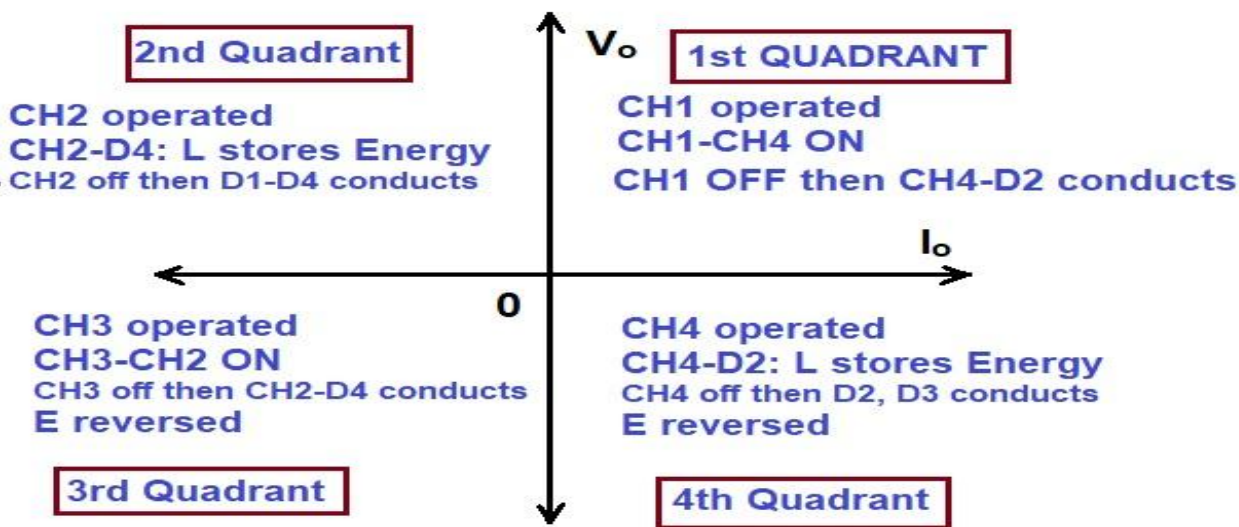 2nd Quadrant
CH2 operated
CH2-D4: L stores Energy
CH2 off then D1-D4 conducts
Vo
1st QUADRANT
CH1 operated
CH1-CH4 ON
CH1 OFF then CH4-D2 conducts
Io
0
CH3 operated
CH3-CH2 ON
CH3 off then CH2-D4 conducts
E reversed
3rd Quadrant
CH4 operated
CH4-D2: L stores Energy
CH4 off then D2, D3 conducts
E reversed
4th Quadrant